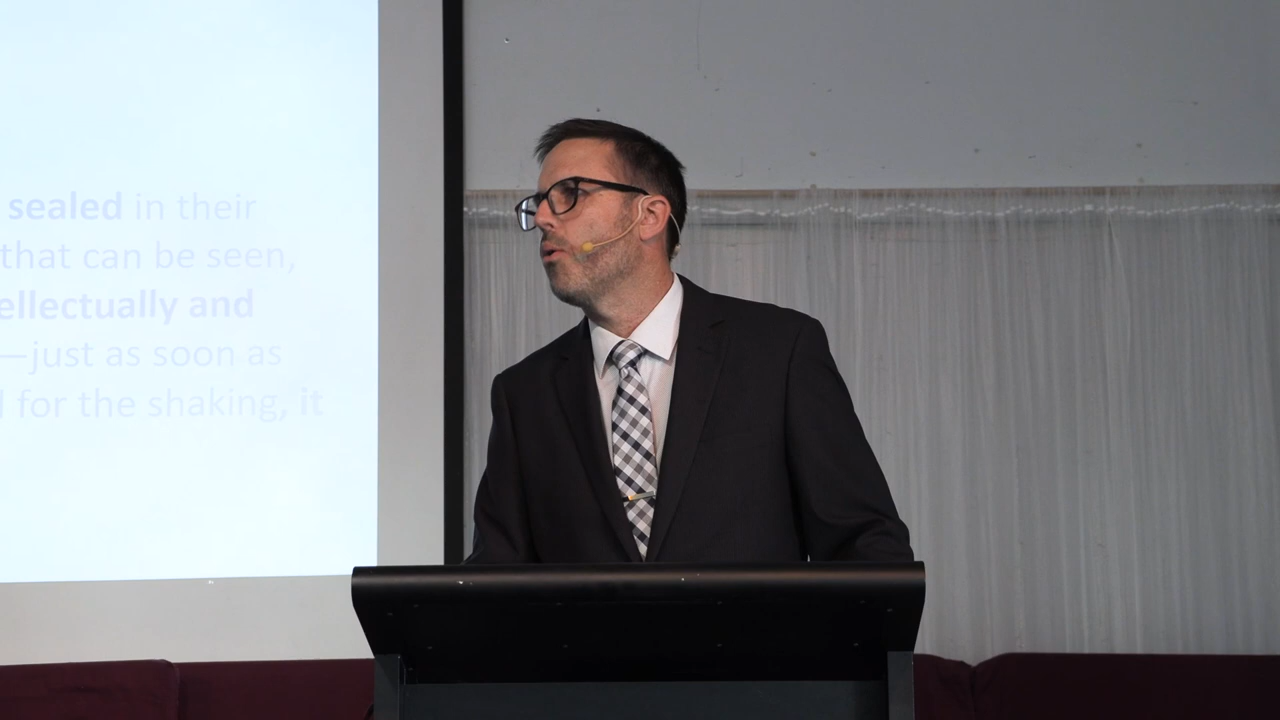 sealed in their
that can be seen,
ellectually and
—just as soon as
for the shaking, it